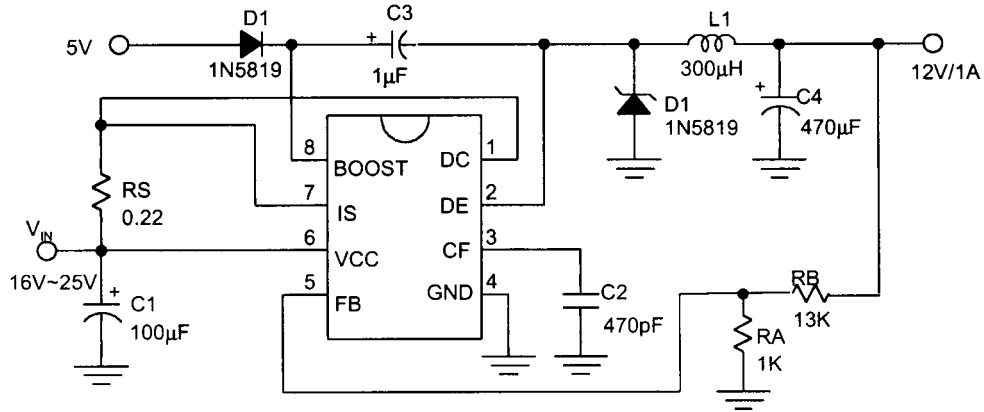 D1
C3
L1
5V
+
1N5819
1µF
300µH
12V/1A
+
C4
470µF
D1
1N5819
8
BOOST
DC
1
RS
0.22
7
IS
DE
2
VIN
6
VCC
CF
3
16V~25V
5
FB
GND
4
+
C1
100µF
C2
470pF
RB
13K
RA
1K